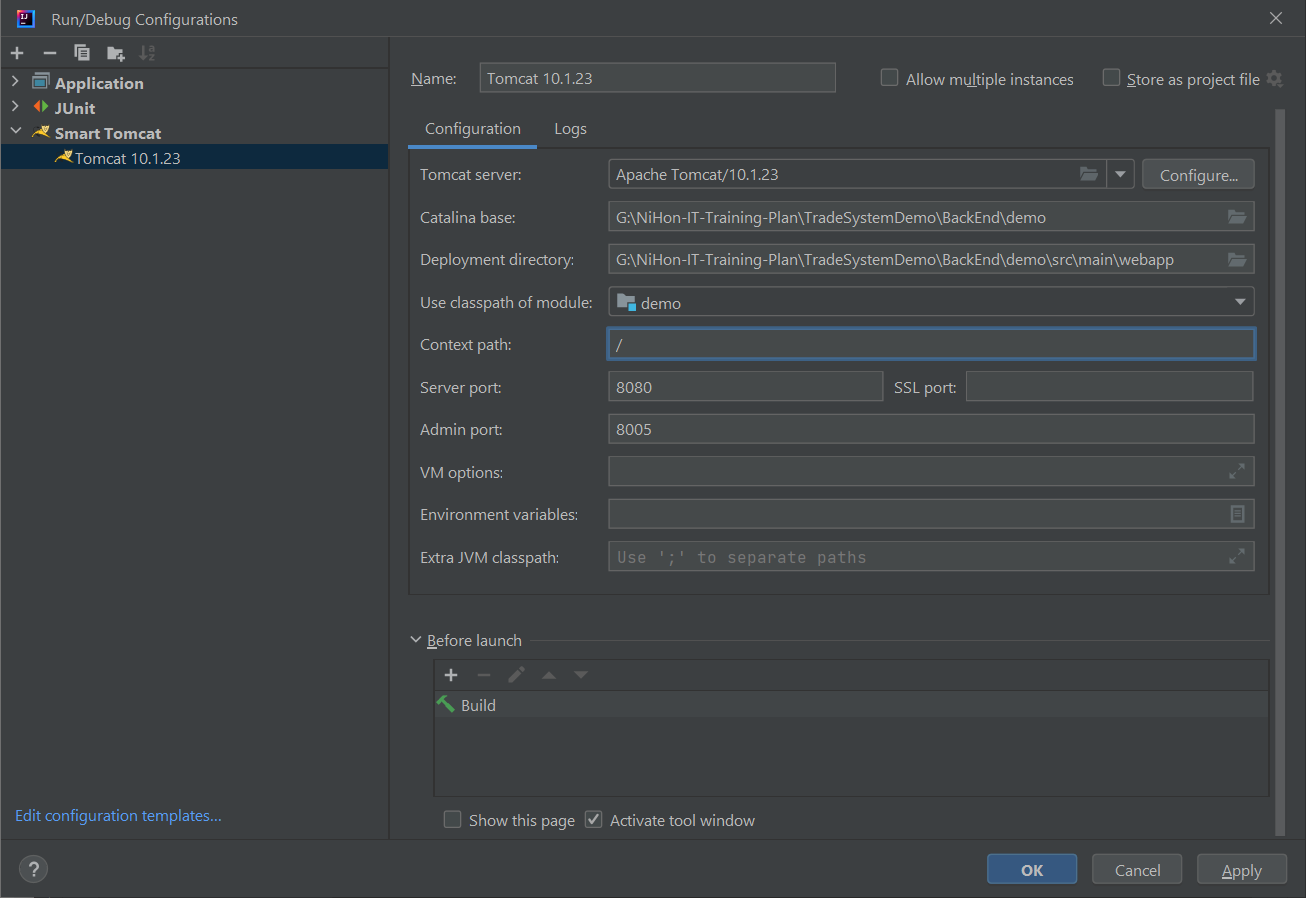 Run/Debug Configurations
Application
JUnit
Smart Tomcat
Tomcat 10.1.23
Edit configuration templates...
Name: Tomcat 10.1.23 Allow multiple instances Store as project file
Configuration Logs
Tomcat server: Apache Tomcat/10.1.23 Configure...
Catalina base: G:\NiHon-IT-Training-Plan\TradeSystemDemo\BackEnd\demo
Deployment directory: G:\NiHon-IT-Training-Plan\TradeSystemDemo\BackEnd\demo\src\main\webapp
Use classpath of module: demo
Context path: /
Server port: 8080 SSL port:
Admin port: 8005
VM options:
Environment variables:
Extra JVM classpath: Use ';' to separate paths
Before launch
Build
Show this page Activate tool window
? OK Cancel Apply